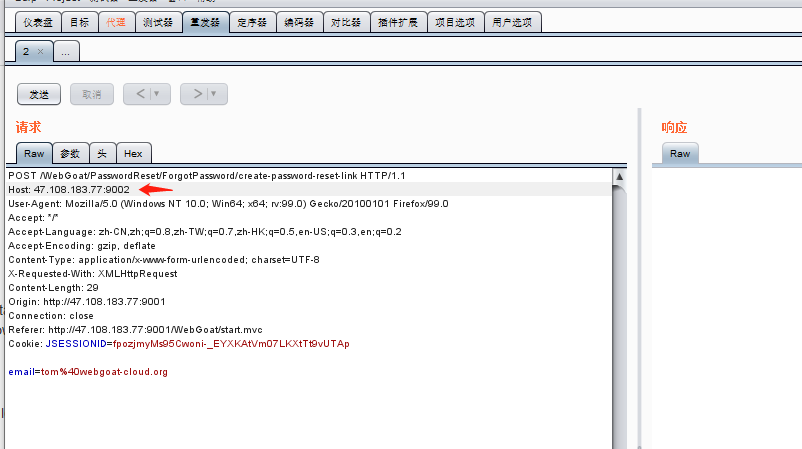 仪表盘 目标 代理 测试器 重发器 定序器 编码器 对比器 插件扩展 项目选项 用户选项
2 × ...
发送 取消 < >
请求 响应
Raw 参数 头 Hex Raw
POST /WebGoat/PasswordReset/ForgotPassword/create-password-reset-link HTTP/1.1
Host: 47.108.183.77:9002
User-Agent: Mozilla/5.0 (Windows NT 10.0; Win64; x64; rv:99.0) Gecko/20100101 Firefox/99.0
Accept: */*
Accept-Language: zh-CN,zh;q=0.8,zh-TW;q=0.7,zh-HK;q=0.5,en-US;q=0.3,en;q=0.2
Accept-Encoding: gzip, deflate
Content-Type: application/x-www-form-urlencoded; charset=UTF-8
X-Requested-With: XMLHttpRequest
Content-Length: 29
Origin: http://47.108.183.77:9001
Connection: close
Referer: http://47.108.183.77:9001/WebGoat/start.mvc
Cookie: JSESSIONID=fpozjmyMs95Cwoni-_EYXKAtVm07LKXtTt9vUTAp
email=tom%40webgoat-cloud.org